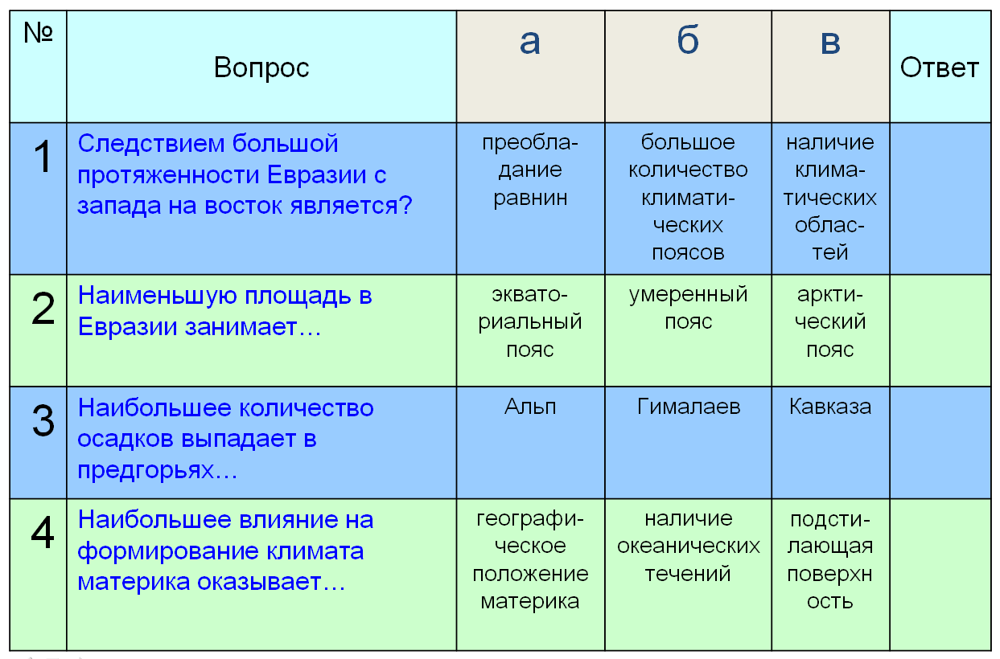 №
Вопрос
а
б
в
Ответ
1
Следствием большой
протяженности Евразии с
запада на восток является?
преобла-
дание
равнин
большое
количество
климати-
ческих
поясов
наличие
клима-
тических
облас-
тей
2
Наименьшую площадь в
Евразии занимает…
эквато-
риальный
пояс
умеренный
пояс
аркти-
ческий
пояс
3
Наибольшее количество
осадков выпадает в
предгорьях…
Альп
Гималаев
Кавказа
4
Наибольшее влияние на
формирование климата
материка оказывает…
географи-
ческое
положение
материка
наличие
океанических
течений
подсти-
лающая
поверхн
ость